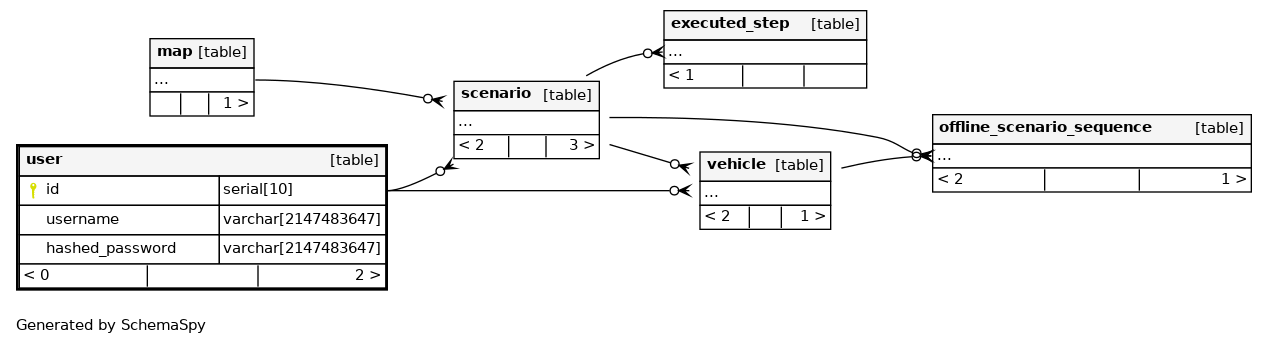 map [table]
...
1 >
user [table]
id serial[10]
username varchar[2147483647]
hashed_password varchar[2147483647]
< 0 2 >
scenario [table]
...
< 2 3 >
executed_step [table]
...
< 1
vehicle [table]
...
< 2 1 >
offline_scenario_sequence [table]
...
< 2 1 >
Generated by SchemaSpy